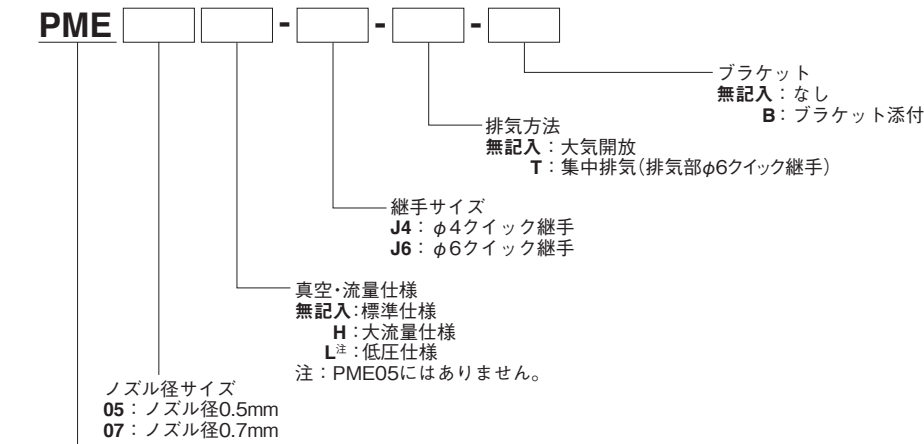 PME - - -
ブラケット
無記入：なし
B：ブラケット添付
排気方法
無記入：大気開放
T：集中排気（排気部φ6クイック継手）
継手サイズ
J4：φ4クイック継手
J6：φ6クイック継手
真空・流量仕様
無記入：標準仕様
H：大流量仕様
L注：低圧仕様
注：PME05にはありません。
ノズル径サイズ
05：ノズル径0.5mm
07：ノズル径0.7mm